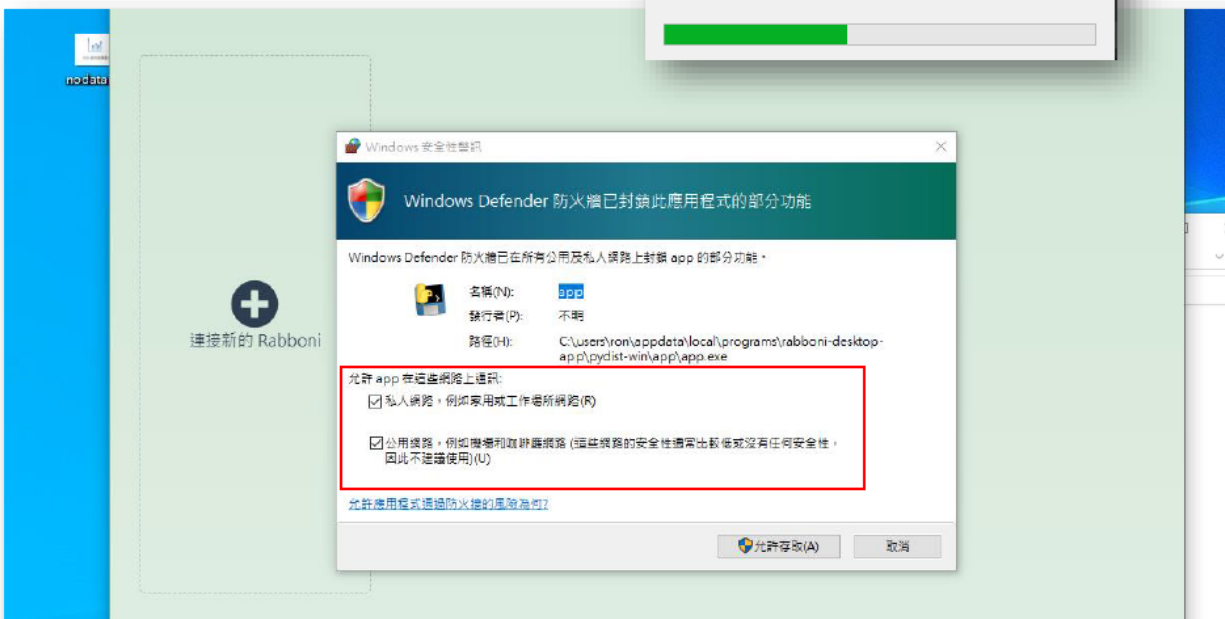 no data
連接新的 Rabboni
Windows 安全性警訊
Windows Defender 防火牆已封鎖此應用程式的部分功能
Windows Defender 防火牆已在所有公用及私人網路上封鎖 app 的部分功能。
名稱(N): app
發行者(P): 不明
路徑(H): C:\users\ron\appdata\local\programs\rabboni-desktop-
app\pydist-win\app\app.exe
允許 app 在這些網路上通訊:
私人網路，例如家用或工作場所網路(R)
公用網路，例如機場和咖啡廳網路 (這些網路的安全性通常比較低或沒有任何安全性，
因此不建議使用)(U)
允許應用程式通過防火牆的風險為何?
允許存取(A)
取消